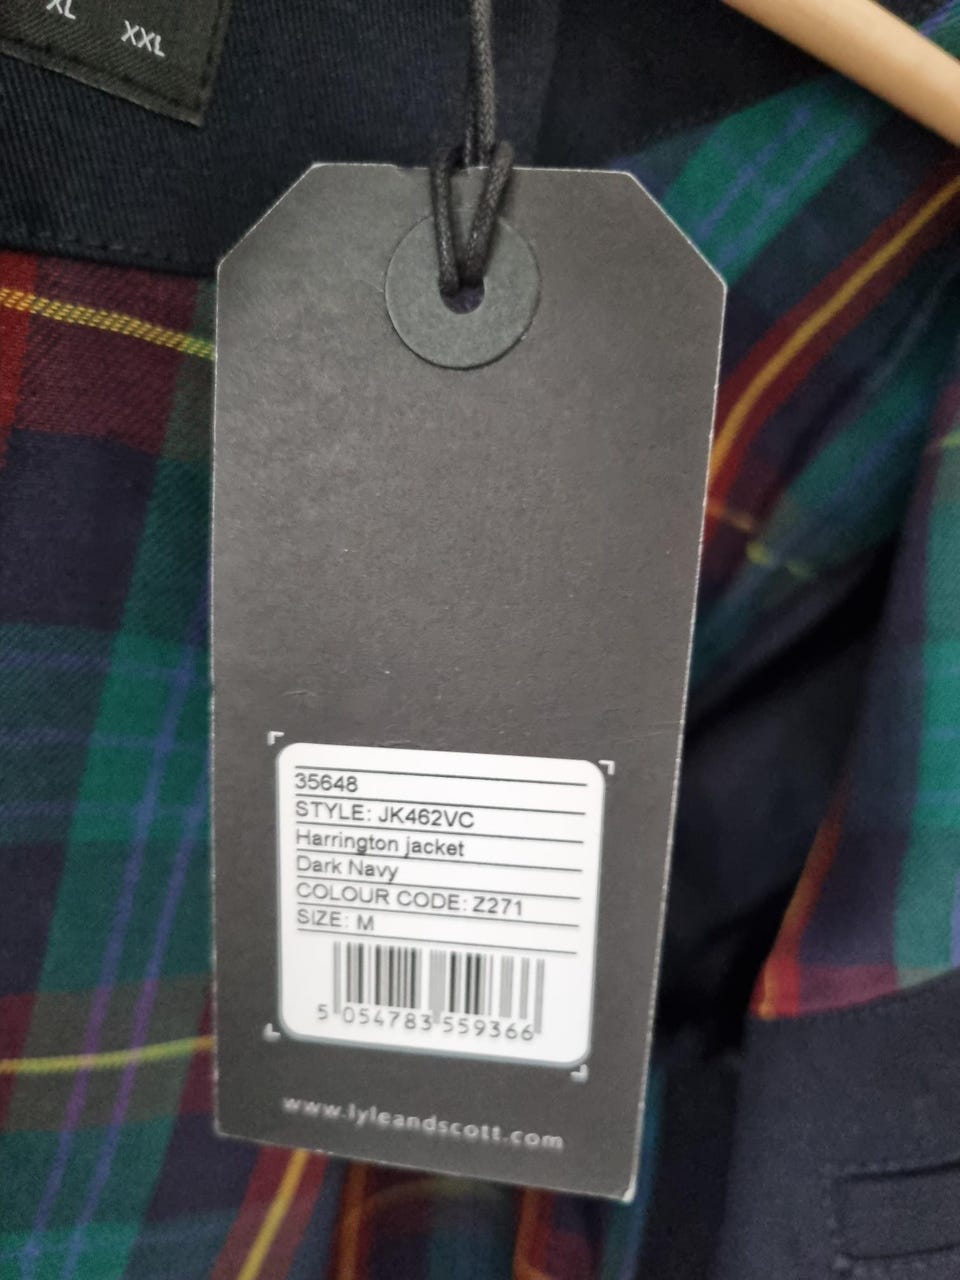 XL
XXL
35648
STYLE: JK462VC
Harrington jacket
Dark Navy
COLOUR CODE: Z271
SIZE: M
5 054783 559366
www.lyleandscott.com